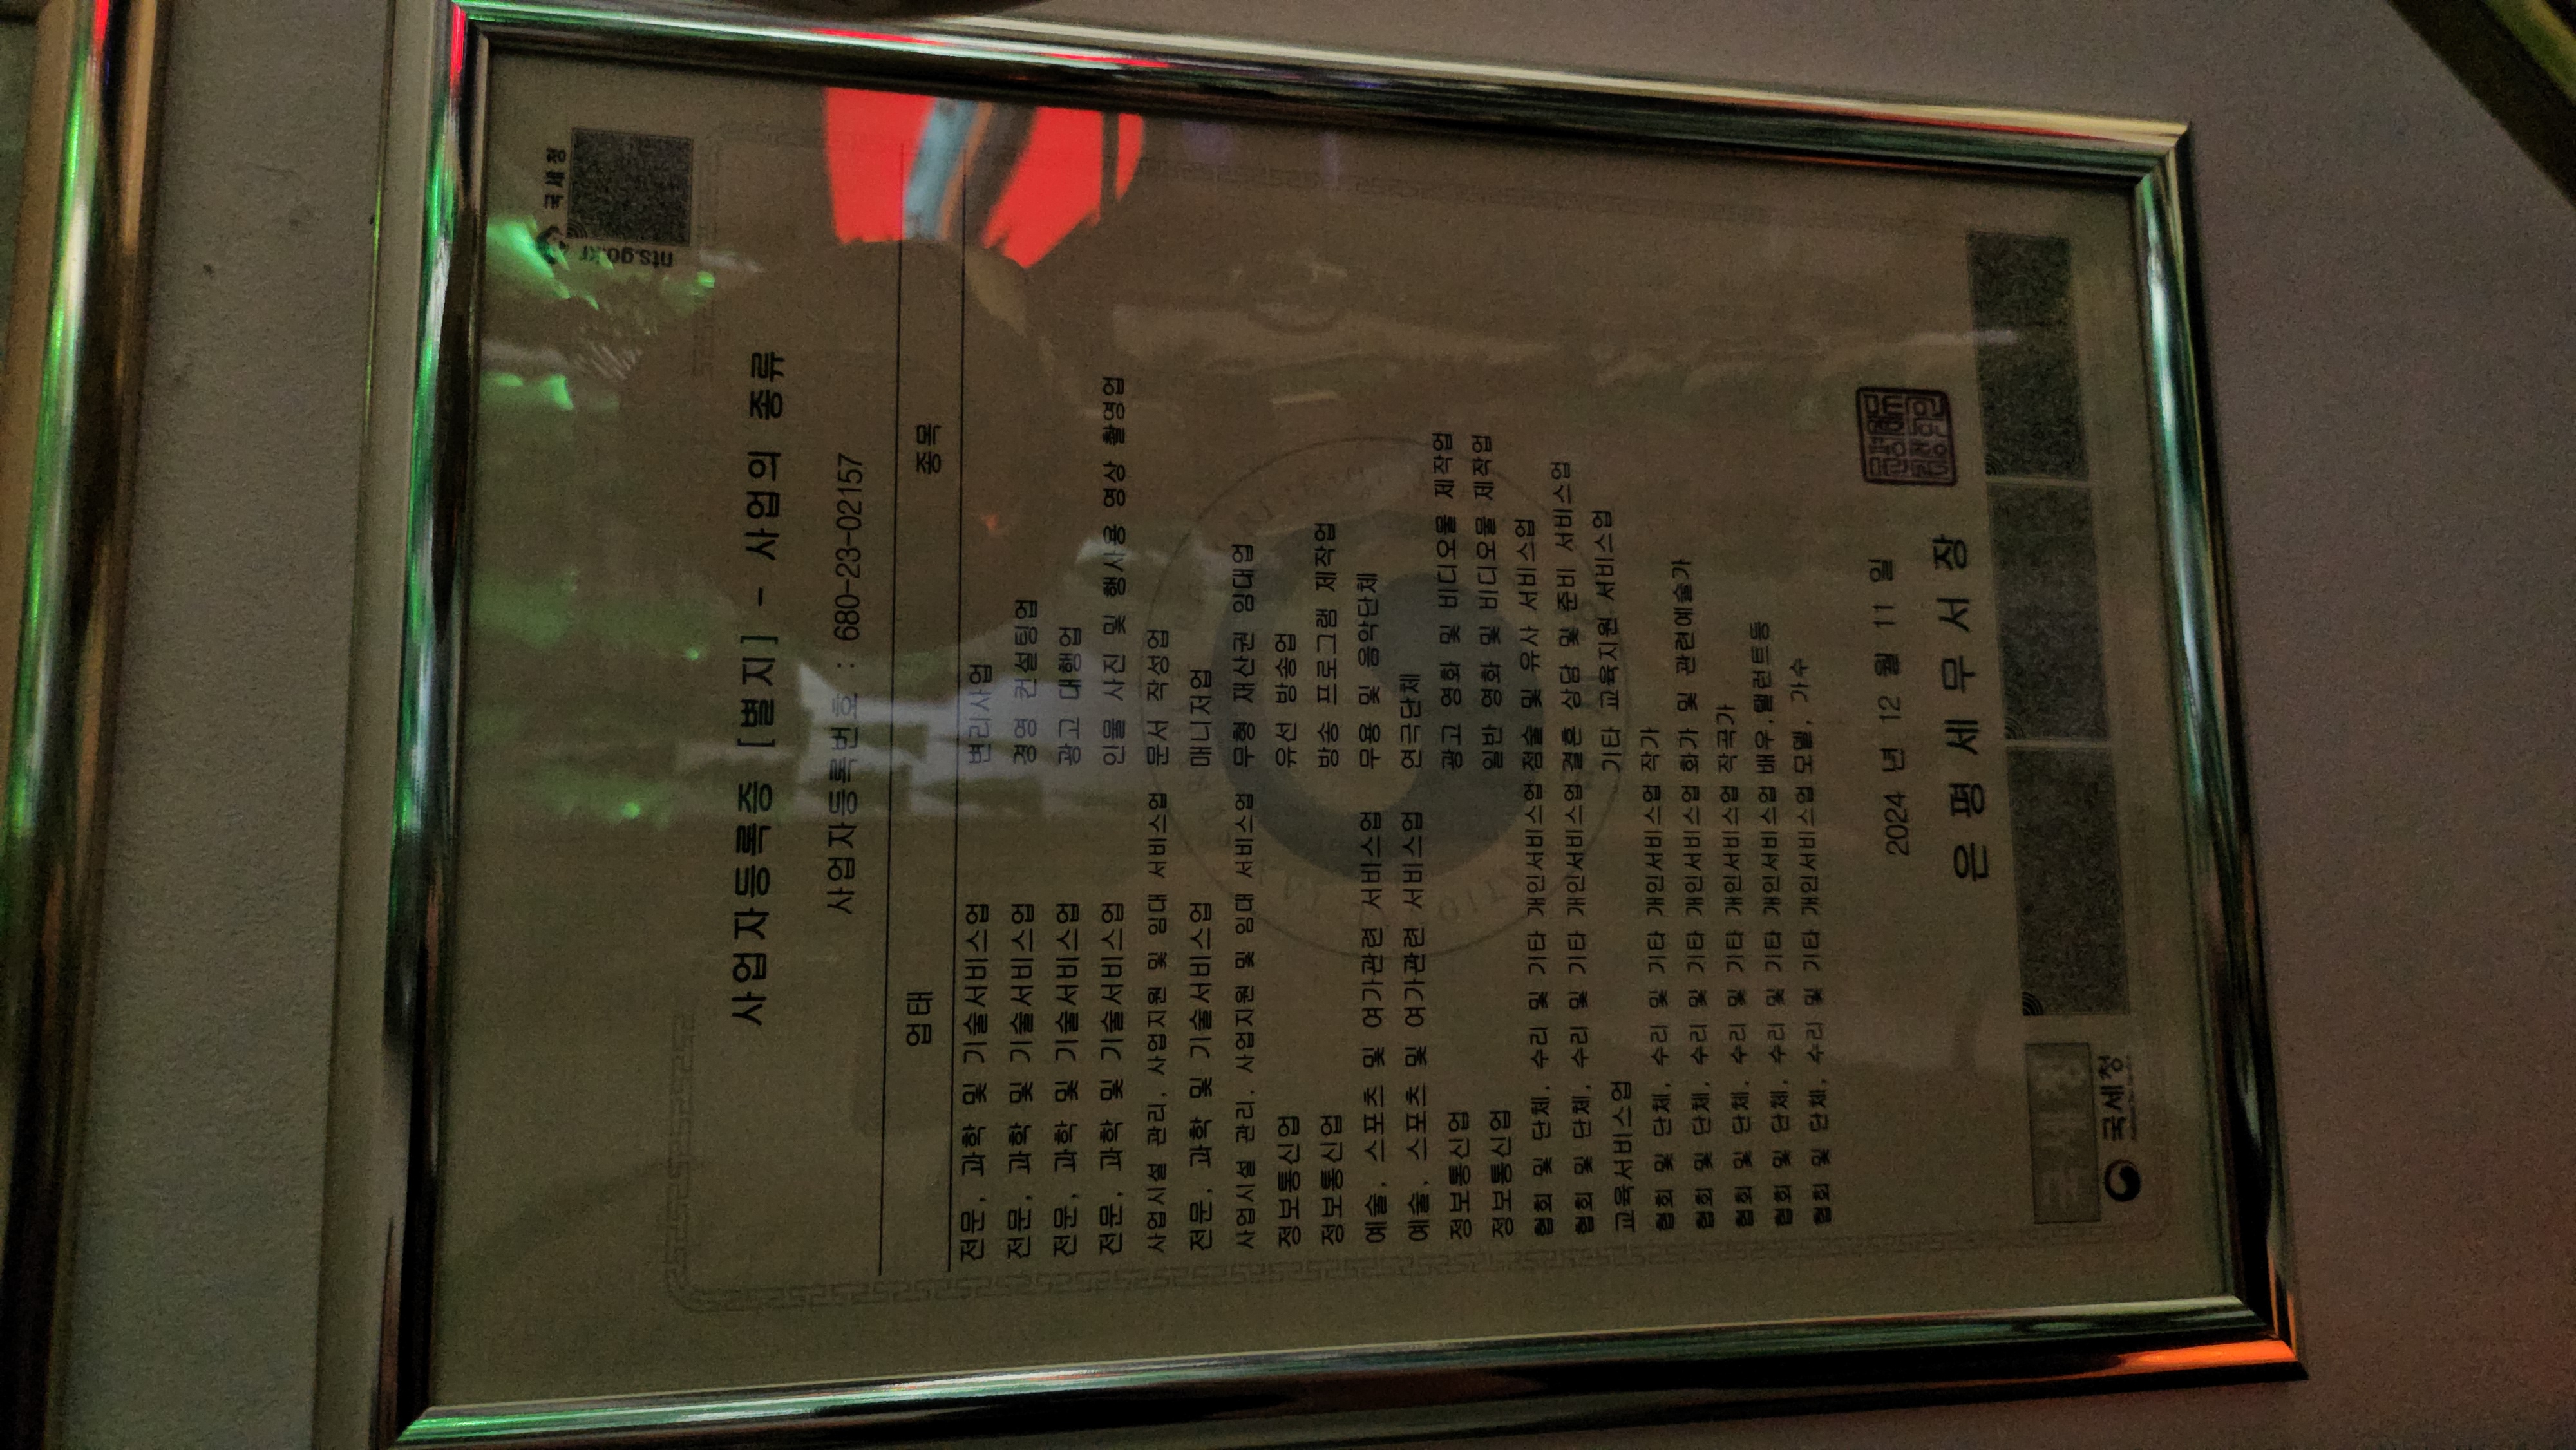 국세청
nts.go.kr
사업자등록증 [별지] - 사업의 종류
사업자등록번호 : 680-23-02157
업태 종목
전문, 과학 및 기술서비스업 변리사업
전문, 과학 및 기술서비스업 경영 컨설팅업
전문, 과학 및 기술서비스업 광고 대행업
전문, 과학 및 기술서비스업 인물 사진 및 행사용 영상 촬영업
사업시설 관리, 사업지원 및 임대 서비스업 문서 작성업
전문, 과학 및 기술서비스업 매니저업
사업시설 관리, 사업지원 및 임대 서비스업 무형 재산권 임대업
정보통신업 유선 방송업
정보통신업 방송 프로그램 제작업
예술, 스포츠 및 여가관련 서비스업 무용 및 음악단체
예술, 스포츠 및 여가관련 서비스업 연극단체
정보통신업 광고 영화 및 비디오물 제작업
정보통신업 일반 영화 및 비디오물 제작업
협회 및 단체, 수리 및 기타 개인서비스업 점술 및 유사 서비스업
협회 및 단체, 수리 및 기타 개인서비스업 결혼 상담 및 준비 서비스업
교육서비스업 기타 교육지원 서비스업
협회 및 단체, 수리 및 기타 개인서비스업 작가
협회 및 단체, 수리 및 기타 개인서비스업 화가 및 관련예술가
협회 및 단체, 수리 및 기타 개인서비스업 작곡가
협회 및 단체, 수리 및 기타 개인서비스업 배우,탤런트등
협회 및 단체, 수리 및 기타 개인서비스업 모델, 가수
2024 년 12 월 11 일
은 평 세 무 서 장
국세청
국세청